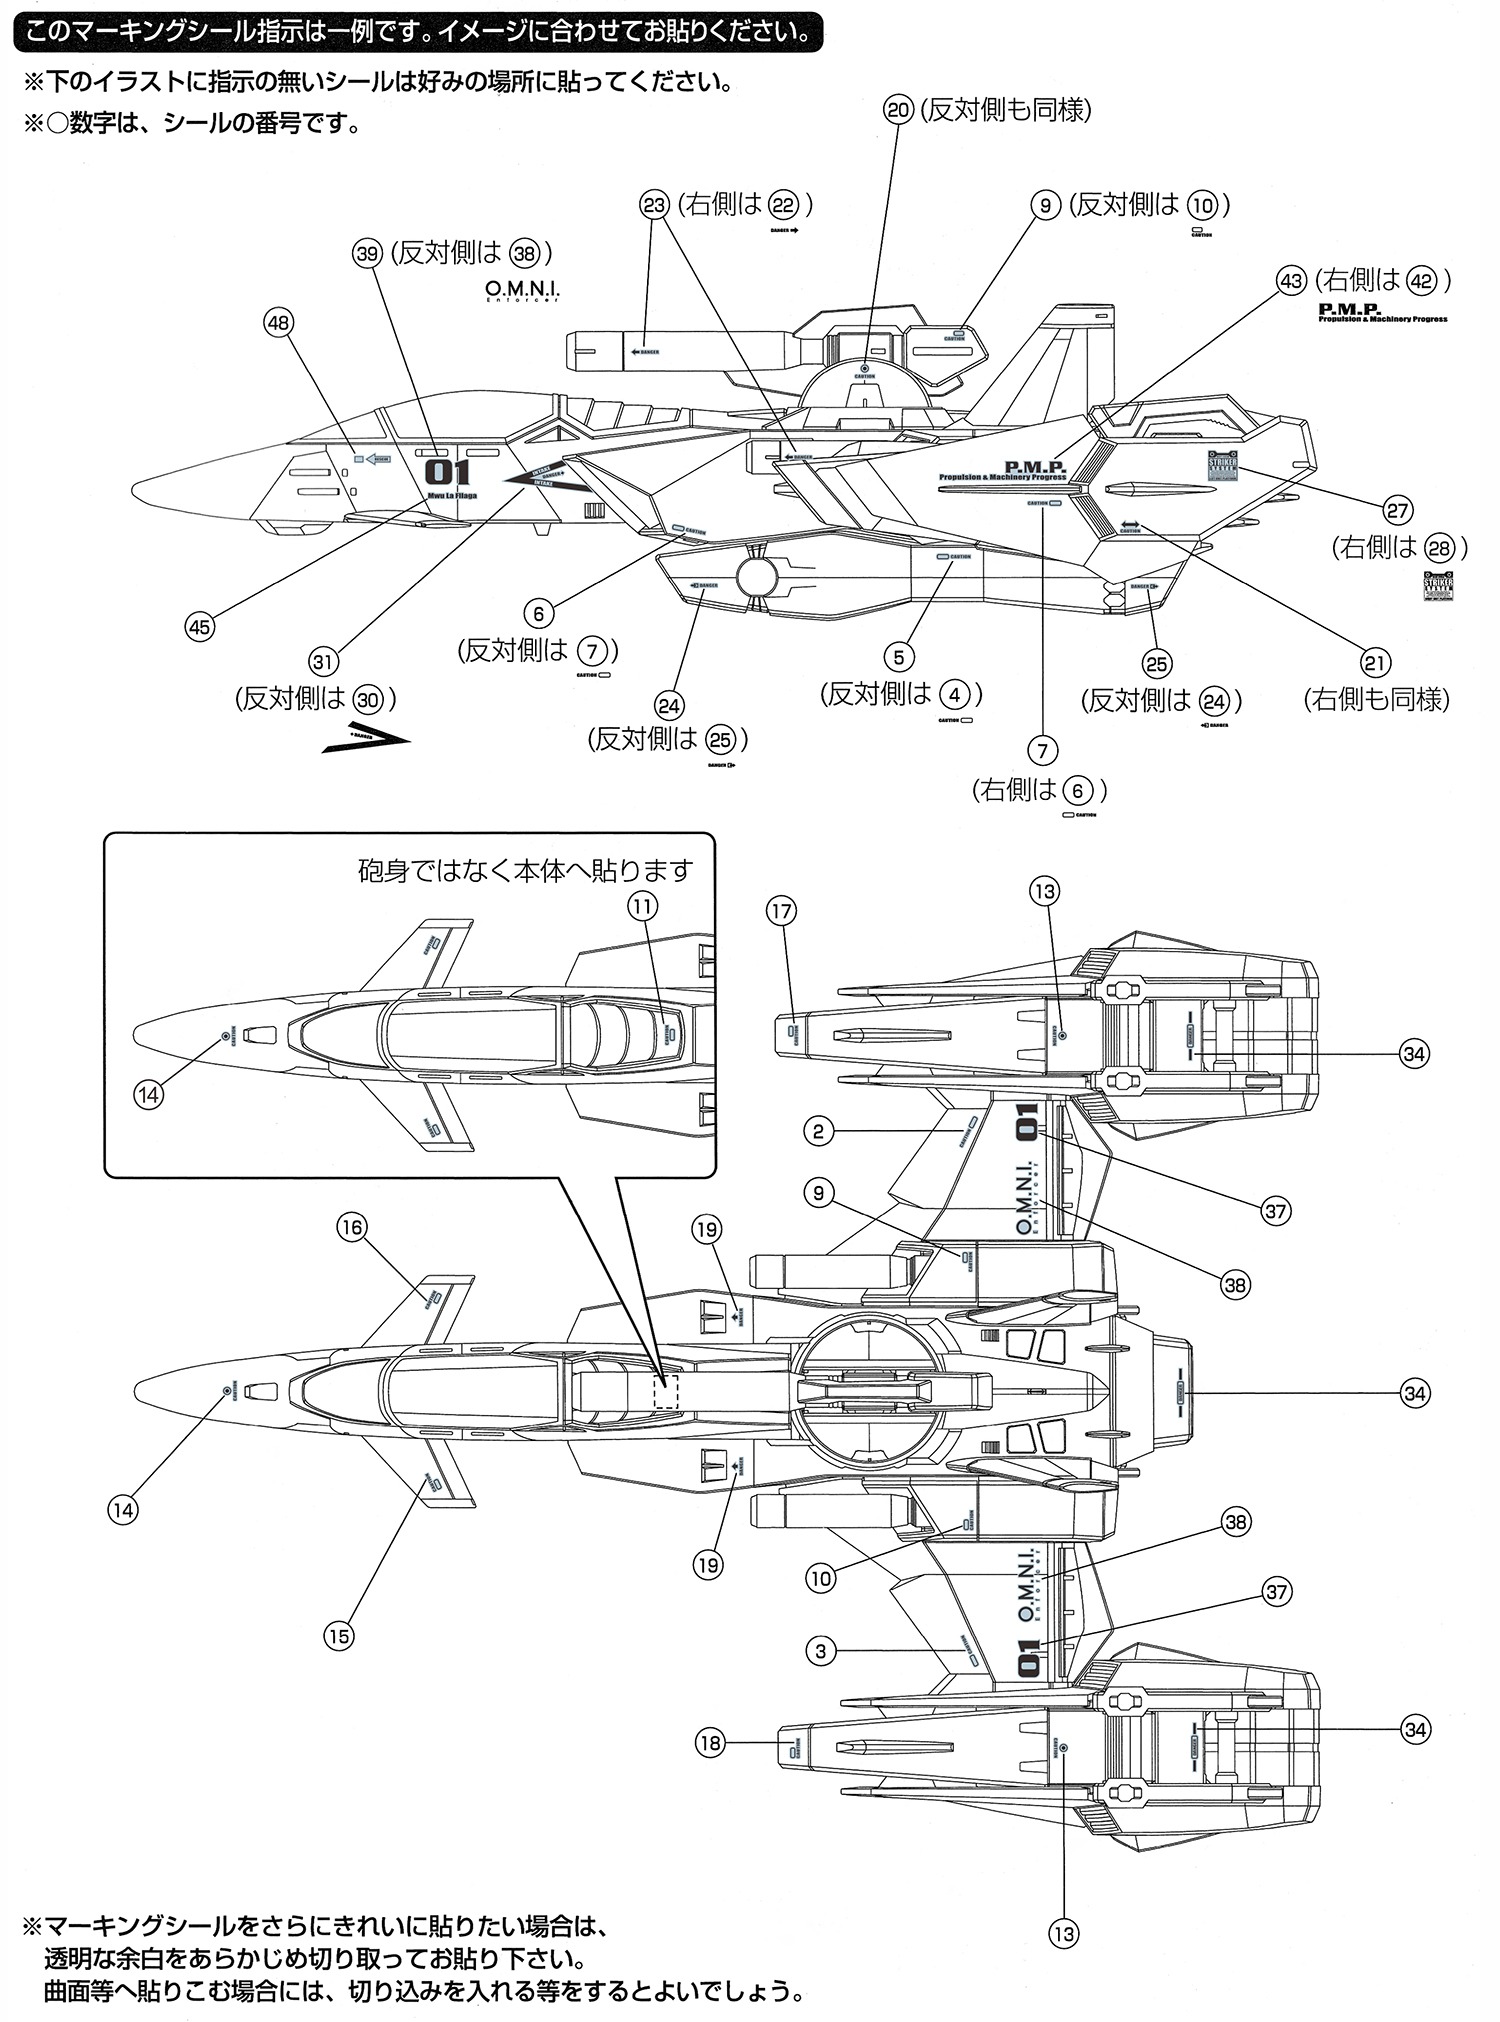 このマーキングシール指示は一例です。イメージに合わせてお貼りください。
※下のイラストに指示の無いシールは好みの場所に貼ってください。
※○数字は、シールの番号です。
⑳(反対側も同様)
㉓(右側は㉒)
DANGER
⑨(反対側は⑩)
CAUTION
㊴(反対側は㊳)
O.M.N.I.
Enforcer
㊸(右側は㊷)
P.M.P.
Propulsion & Machinery Progress
㊽
DANGER
CAUTION
CAUTION
RESCUE
01
Mwu La Fllaga
INTAKE
DANGER
INTAKE
DANGER
P.M.P.
Propulsion & Machinery Progress
STRIKER
SYSTEM
CAUTION
CAUTION
CAUTION
CAUTION
DANGER
DANGER
㉗
(右側は㉘)
STRIKER
SYSTEM
㊺
㉛
(反対側は㉚)
DANGER
⑥
(反対側は⑦)
CAUTION
㉔
(反対側は㉕)
DANGER
⑤
(反対側は④)
CAUTION
⑦
(右側は⑥)
CAUTION
㉕
(反対側は㉔)
DANGER
㉑
(右側も同様)
砲身ではなく本体へ貼ります
⑪
CAUTION
CAUTION
CAUTION
CAUTION
⑭
⑰
⑬
CAUTION
CAUTION
DANGER
㉞
②
CAUTION
01
⑨
O.M.N.I.
Enforcer
㊲
㊳
⑯
⑲
CAUTION
DANGER
CAUTION
CAUTION
DANGER
㉞
⑭
CAUTION
DANGER
CAUTION
⑮
⑲
⑩
㊳
O.M.N.I.
Enforcer
㊲
01
③
CAUTION
⑱
CAUTION
CAUTION
DANGER
㉞
⑬
※マーキングシールをさらにきれいに貼りたい場合は、
透明な余白をあらかじめ切り取ってお貼り下さい。
曲面等へ貼りこむ場合には、切り込みを入れる等をするとよいでしょう。